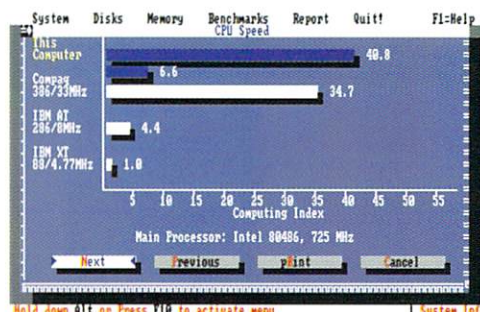 System Disks Memory Benchmarks Report Quit! F1=Help
CPU Speed
This
Computer
40.8
6.6
Compaq
386/33MHz
34.7
IBM AT
286/8MHz
4.4
IBM XT
88/4.77MHz
1.0
5 10 15 20 25 30 35 40 45 50 55
Computing Index
Main Processor: Intel 80486, 725 MHz
Next Previous pRint Cancel
Hold down Alt or Press F10 to activate menu System Info